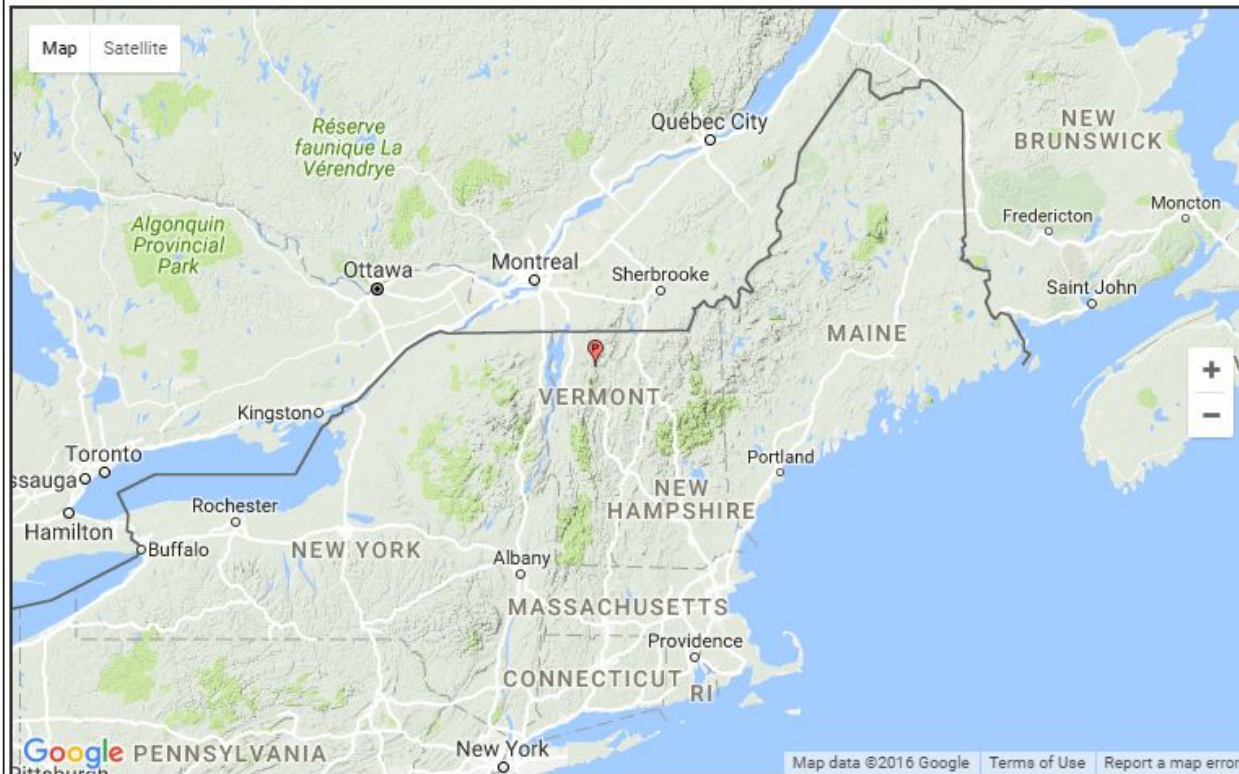 Map
Satellite
Québec City
NEW
BRUNSWICK
Réserve
faunique La
Vérendrye
y
Algonquin
Provincial
Park
Fredericton
Moncton
Ottawa
Montreal
Sherbrooke
Saint John
MAINE
P
VERMONT
Kingston
Toronto
ssauga
Portland
Hamilton
Rochester
NEW
HAMPSHIRE
Buffalo
NEW YORK
Albany
MASSACHUSETTS
Providence
CONNECTICUT
RI
Google
PENNSYLVANIA
New York
Pittsburgh
+
−
Map data ©2016 Google
Terms of Use
Report a map error